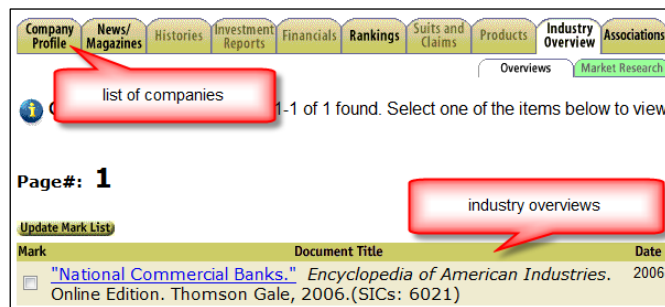 Company Profile News/ Magazines Histories Investment Reports Financials Rankings Suits and Claims Products Industry Overview Associations
Overviews Market Research
list of companies
1-1 of 1 found. Select one of the items below to view
Page#: 1
industry overviews
Update Mark List
Mark Document Title Date
"National Commercial Banks." Encyclopedia of American Industries. 2006
Online Edition. Thomson Gale, 2006.(SICs: 6021)